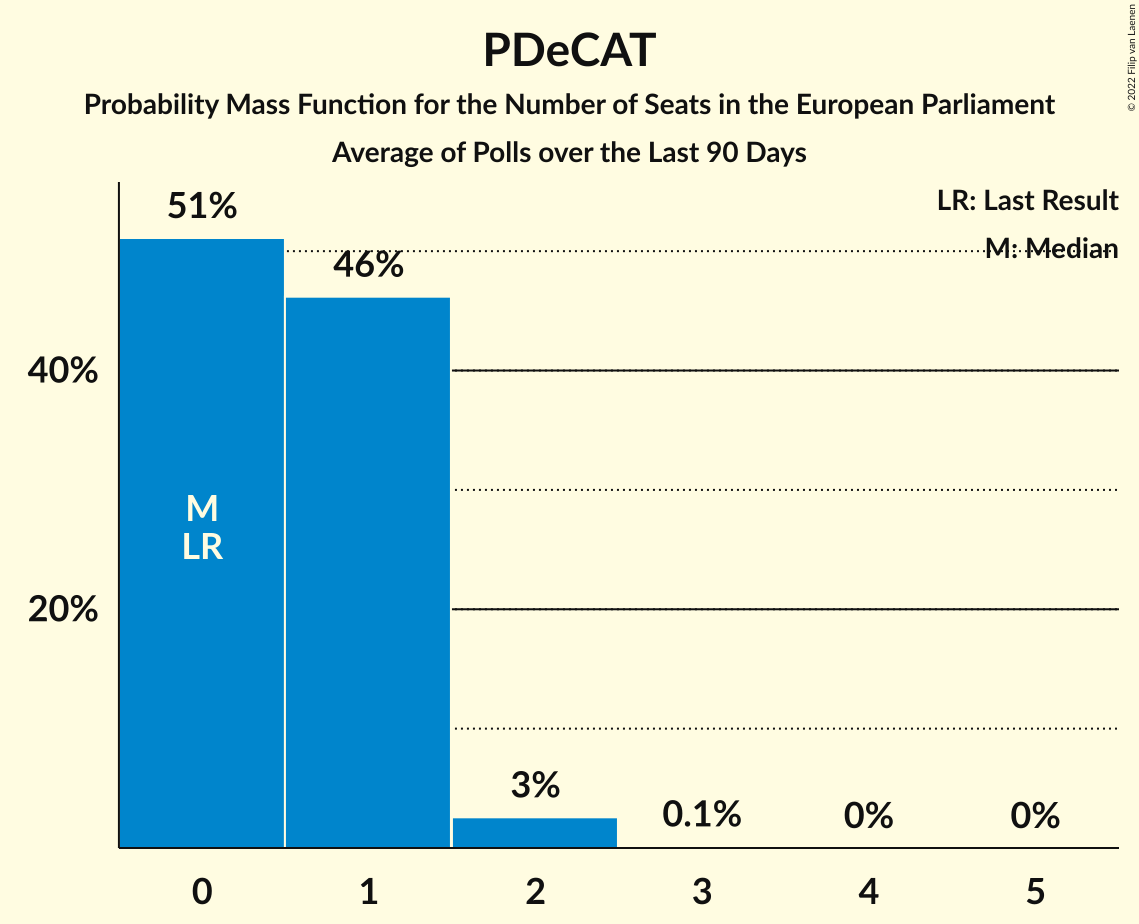 PDeCAT
Probability Mass Function for the Number of Seats in the European Parliament
Average of Polls over the Last 90 Days
© 2022 Filip van Laenen
LR: Last Result
M: Median
51%
46%
40%
M
LR
20%
3%
0.1%
0%
0%
0
1
2
3
4
5